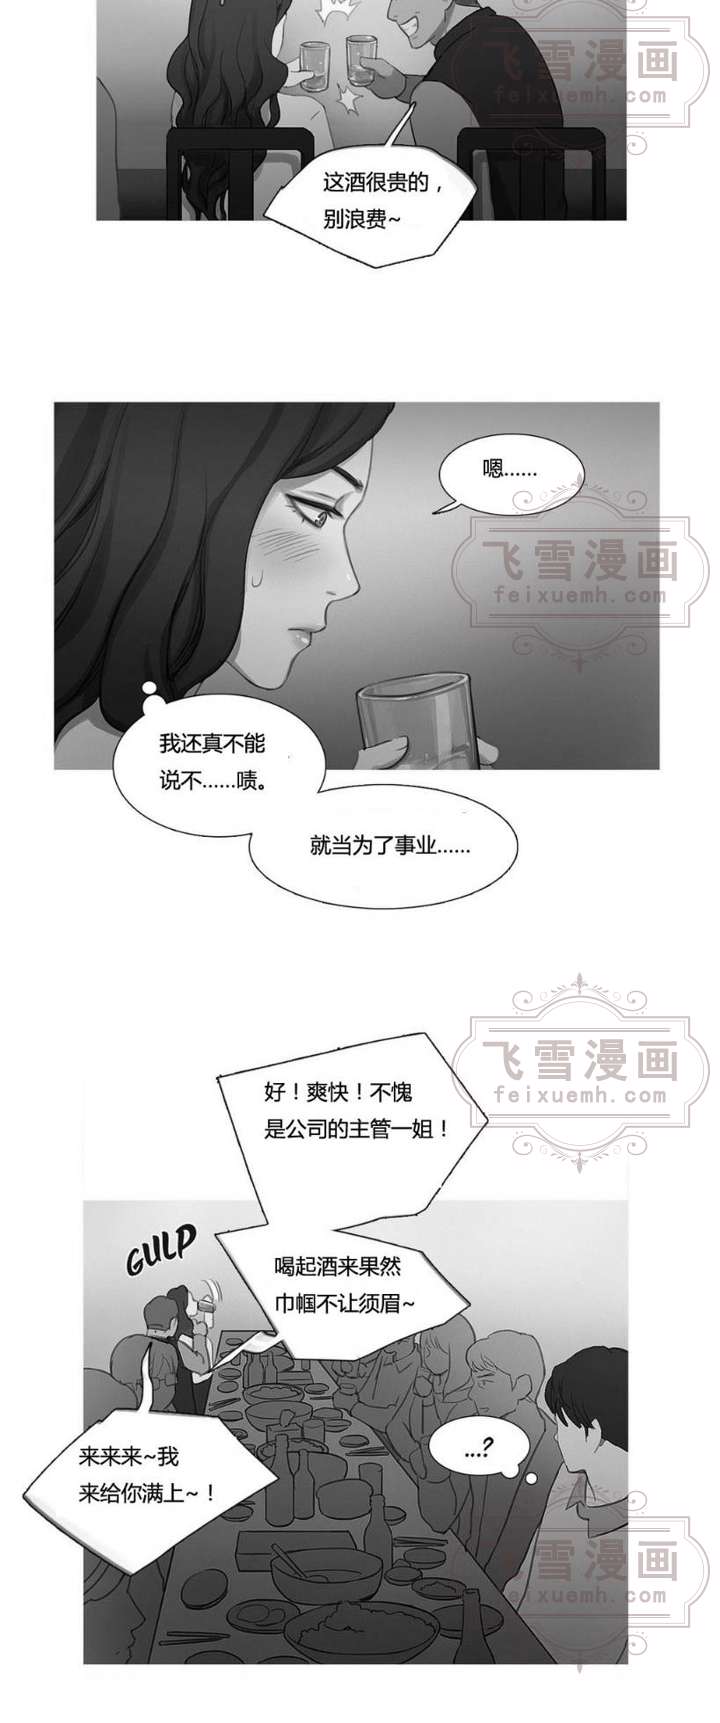 飞雪漫画
feixuemh.com
这酒很贵的，
别浪费~
嗯……
飞雪漫画
feixuemh.com
我还真不能
说不……啧。
就当为了事业……
飞雪漫画
feixuemh.com
好！爽快！不愧
是公司的主管一姐！
GULP
喝起酒来果然
巾帼不让须眉~
...?
来来来~我
来给你满上~！
飞雪漫画
feixuemh.com